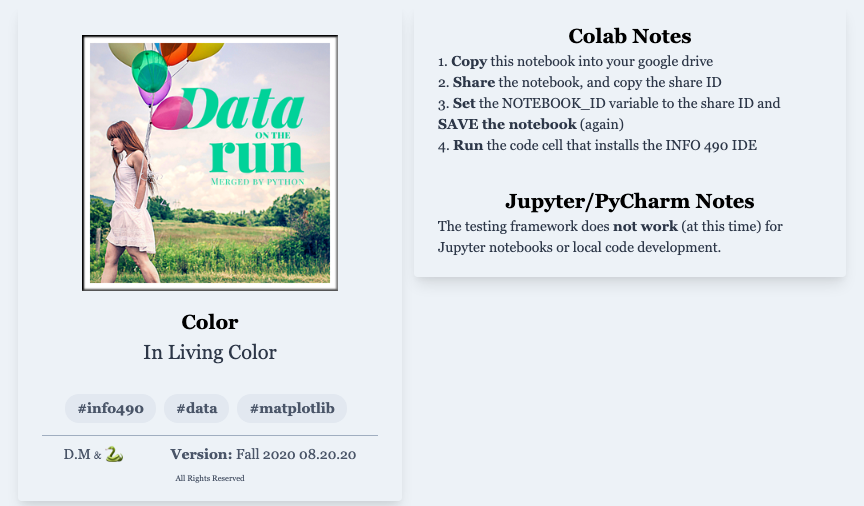 Data
ON THE
run
MERGED BY PYTHON
Color
In Living Color
#info490
#data
#matplotlib
D.M & 🐍
Version: Fall 2020 08.20.20
All Rights Reserved
Colab Notes
1. Copy this notebook into your google drive
2. Share the notebook, and copy the share ID
3. Set the NOTEBOOK_ID variable to the share ID and
SAVE the notebook (again)
4. Run the code cell that installs the INFO 490 IDE
Jupyter/PyCharm Notes
The testing framework does not work (at this time) for
Jupyter notebooks or local code development.